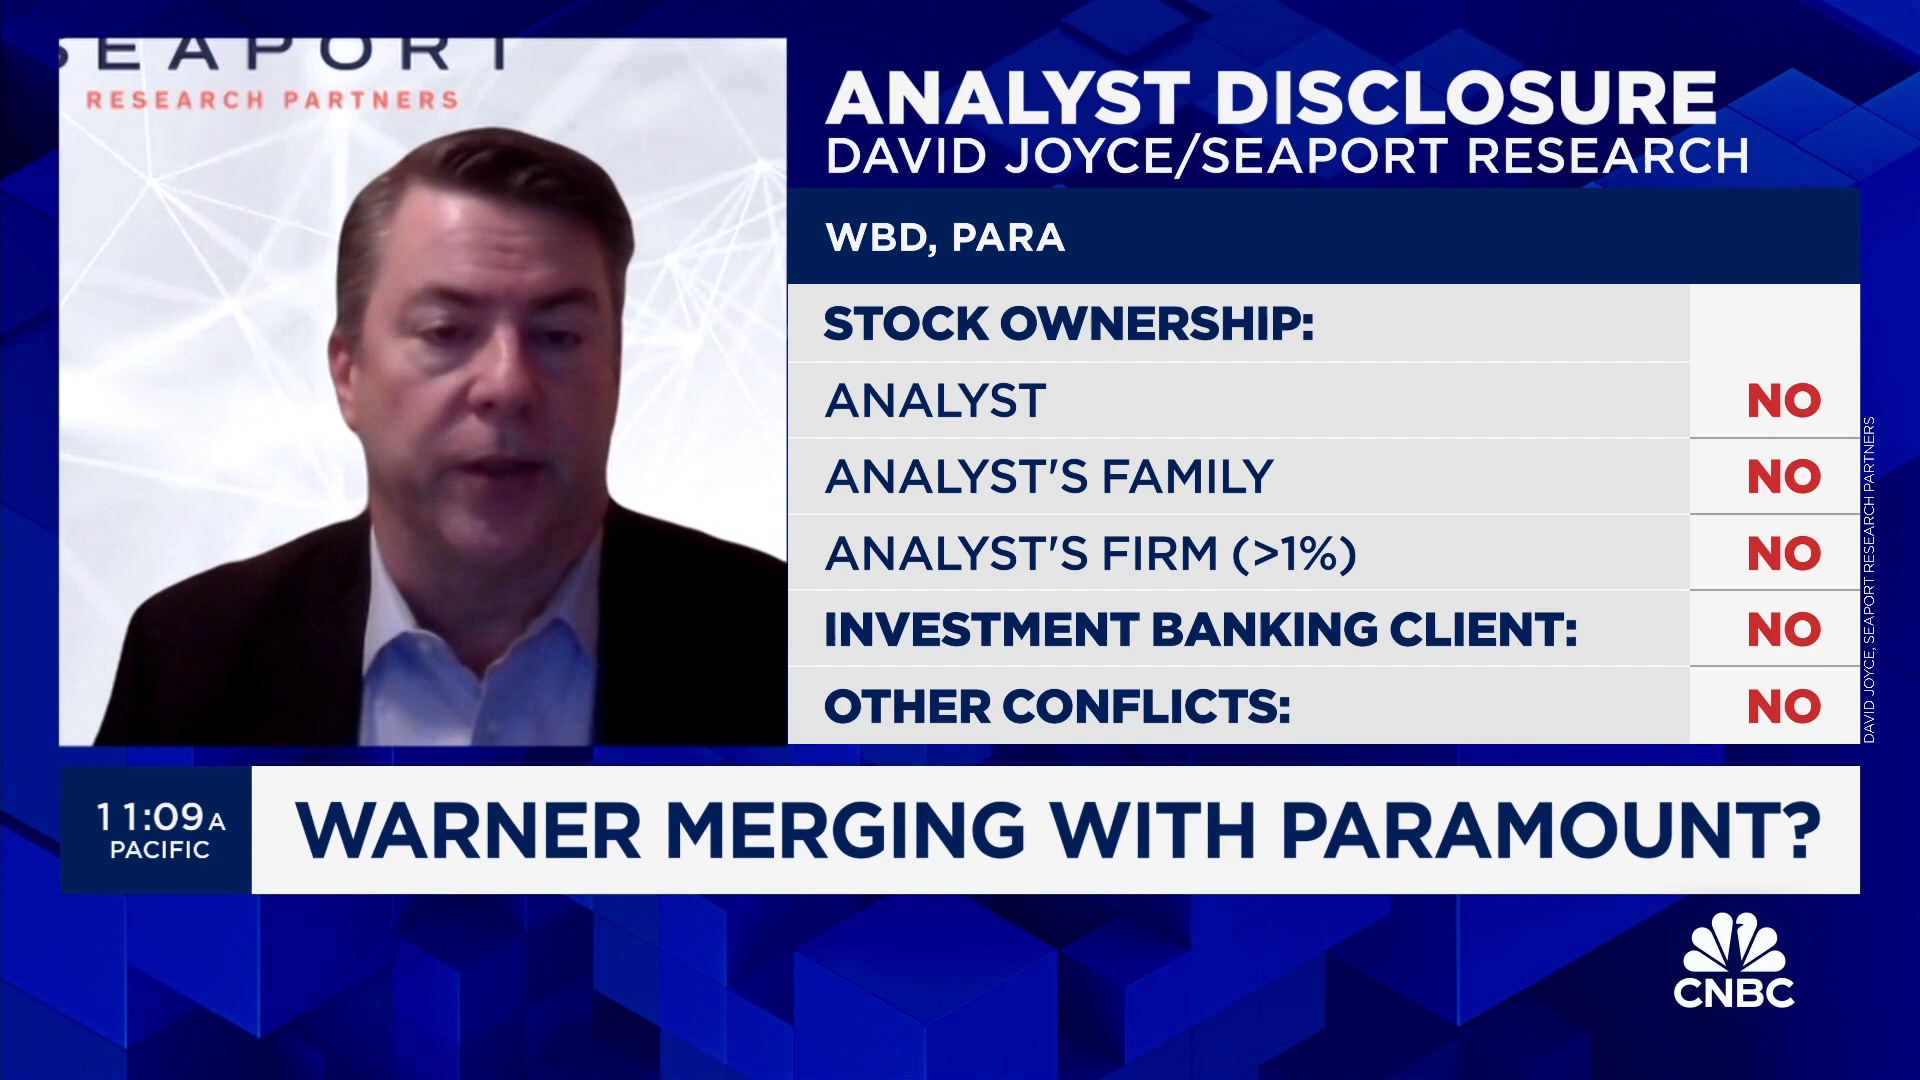 SEAPORT
RESEARCH PARTNERS
ANALYST DISCLOSURE
DAVID JOYCE/SEAPORT RESEARCH
WBD, PARA
STOCK OWNERSHIP:
ANALYST NO
ANALYST'S FAMILY NO
ANALYST'S FIRM (>1%) NO
INVESTMENT BANKING CLIENT: NO
OTHER CONFLICTS: NO
DAVID JOYCE, SEAPORT RESEARCH PARTNERS
11:09 A
PACIFIC
WARNER MERGING WITH PARAMOUNT?
CNBC